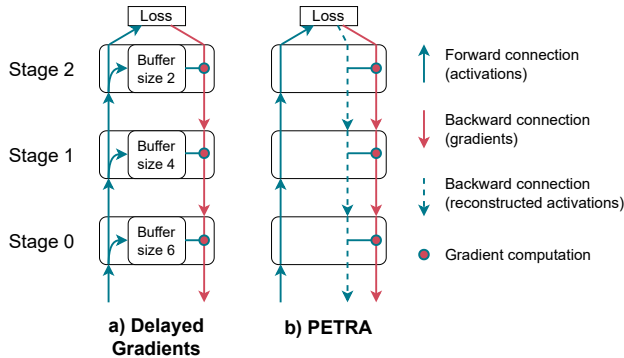 Loss
Loss
Stage 2
Buffer
size 2
Stage 1
Buffer
size 4
Stage 0
Buffer
size 6
Forward connection
(activations)
Backward connection
(gradients)
Backward connection
(reconstructed activations)
Gradient computation
a) Delayed
Gradients
b) PETRA